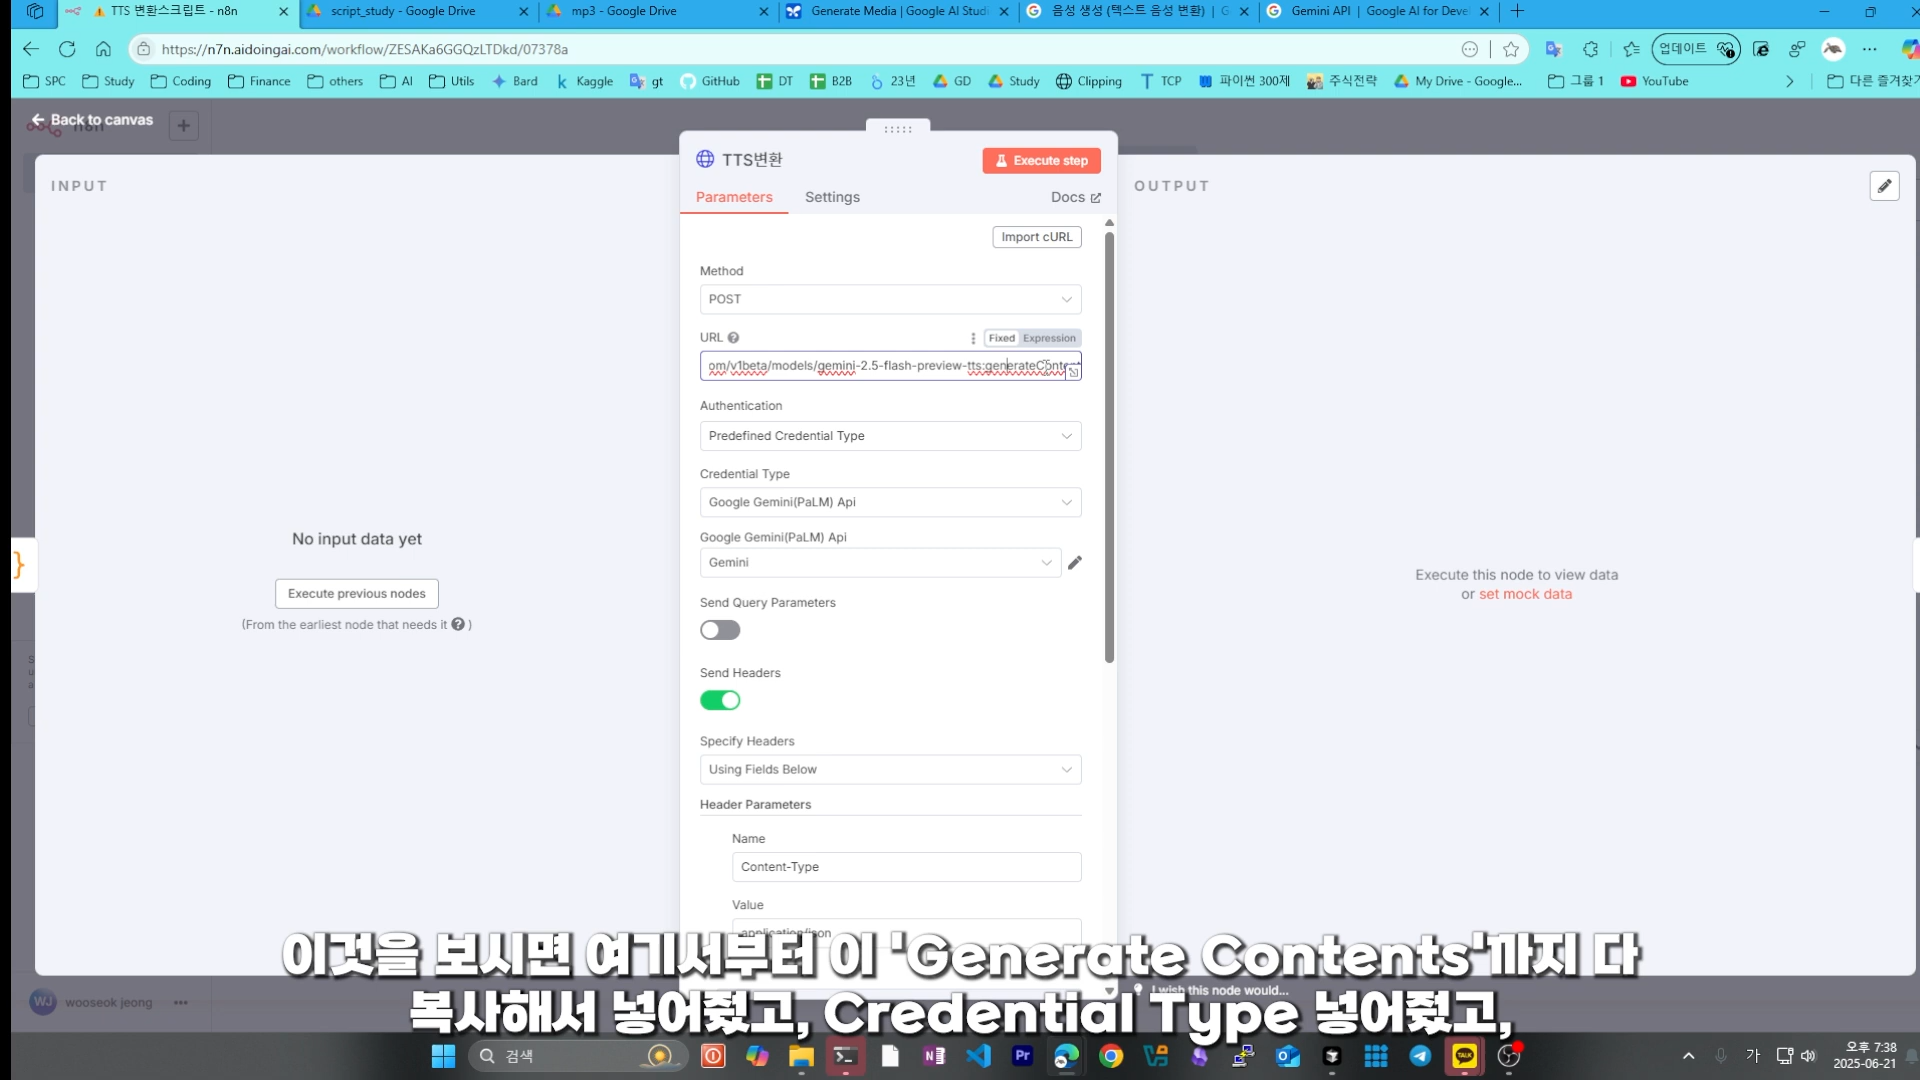 TTS 변환스크립트 - n8n
script_study - Google Drive
mp3 - Google Drive
Generate Media | Google AI Stud
음성 생성 (텍스트 음성 변환) | G
Gemini API | Google AI for Deve
https://n7n.aidoingai.com/workflow/ZESAKa6GGQzLTDkd/07378a
업데이트
SPC
Study
Coding
Finance
others
AI
Utils
Bard
Kaggle
gt
GitHub
DT
B2B
23년
GD
Study
Clipping
TCP
파이썬 300제
주식전략
My Drive - Google...
그룹 1
YouTube
다른 즐겨찾기
Back to canvas
n8n
INPUT
No input data yet
Execute previous nodes
(From the earliest node that needs it ? )
TTS변환
Execute step
Parameters
Settings
Docs
Import cURL
Method
POST
URL
Fixed
Expression
om/v1beta/models/gemini-2.5-flash-preview-tts:generateContent
Authentication
Predefined Credential Type
Credential Type
Google Gemini(PaLM) Api
Google Gemini(PaLM) Api
Gemini
Send Query Parameters
Send Headers
Specify Headers
Using Fields Below
Header Parameters
Name
Content-Type
Value
application/json
OUTPUT
Execute this node to view data
or set mock data
I wish this node would...
WJ
wooseok jeong
이것을 보시면 여기서부터 이 'Generate Contents'까지 다
복사해서 넣어줬고, Credential Type 넣어줬고,
검색
Pr
TALK
가
오후 7:38
2025-06-21